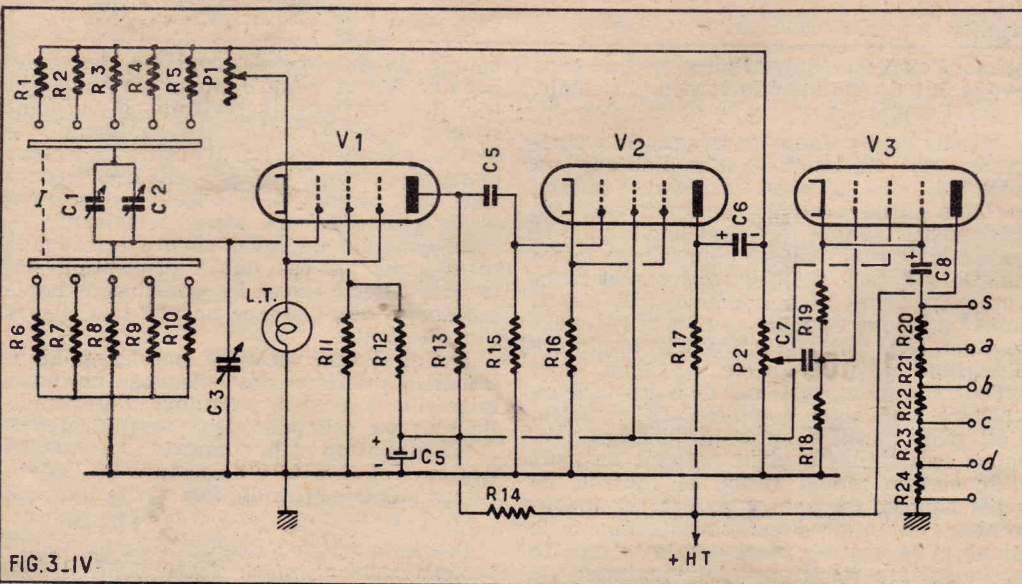 R1
R2
R3
R4
R5
P1
V1
C5
V2
C6
V3
C1
C2
C8
L.T.
R6
R7
R8
R9
R10
C3
R11
R12
R13
R15
R16
R17
P2
C7
R19
R18
S
R20
a
R21
b
R22
c
R23
d
R24
+
-
C5
+
-
+
-
R14
+ HT
FIG.3_IV